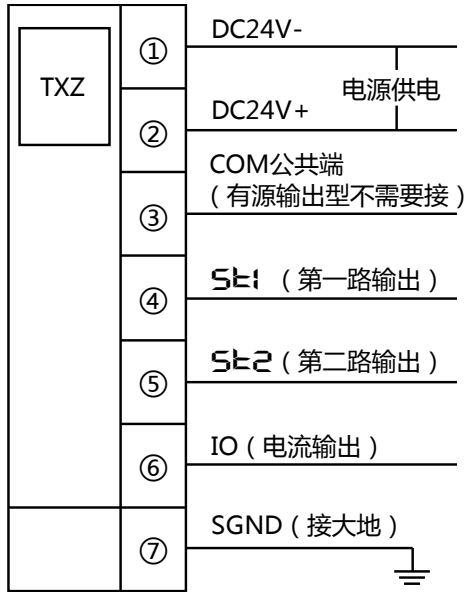 TXZ
① DC24V-
电源供电
② DC24V+
③ COM公共端
（有源输出型不需要接）
④ St1 （第一路输出）
⑤ St2（第二路输出）
⑥ IO（电流输出）
⑦ SGND（接大地）